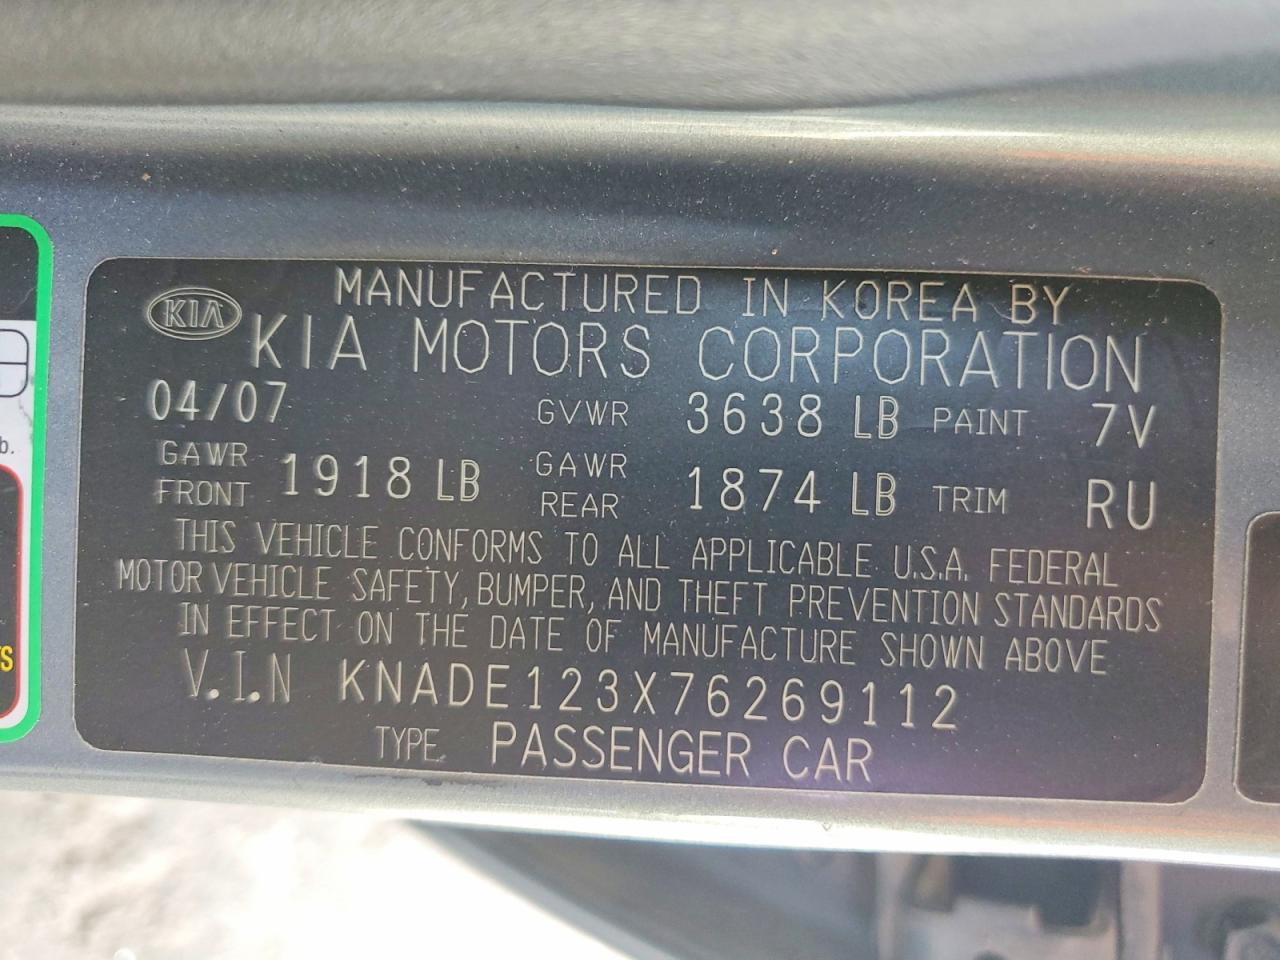 MANUFACTURED IN KOREA BY
KIA
KIA MOTORS CORPORATION
04/07 GVWR 3638 LB PAINT 7V
GAWR FRONT 1918 LB GAWR REAR 1874 LB TRIM RU
THIS VEHICLE CONFORMS TO ALL APPLICABLE U.S.A. FEDERAL
MOTOR VEHICLE SAFETY, BUMPER, AND THEFT PREVENTION STANDARDS
IN EFFECT ON THE DATE OF MANUFACTURE SHOWN ABOVE
V.I.N KNADE123X76269112
TYPE. PASSENGER CAR